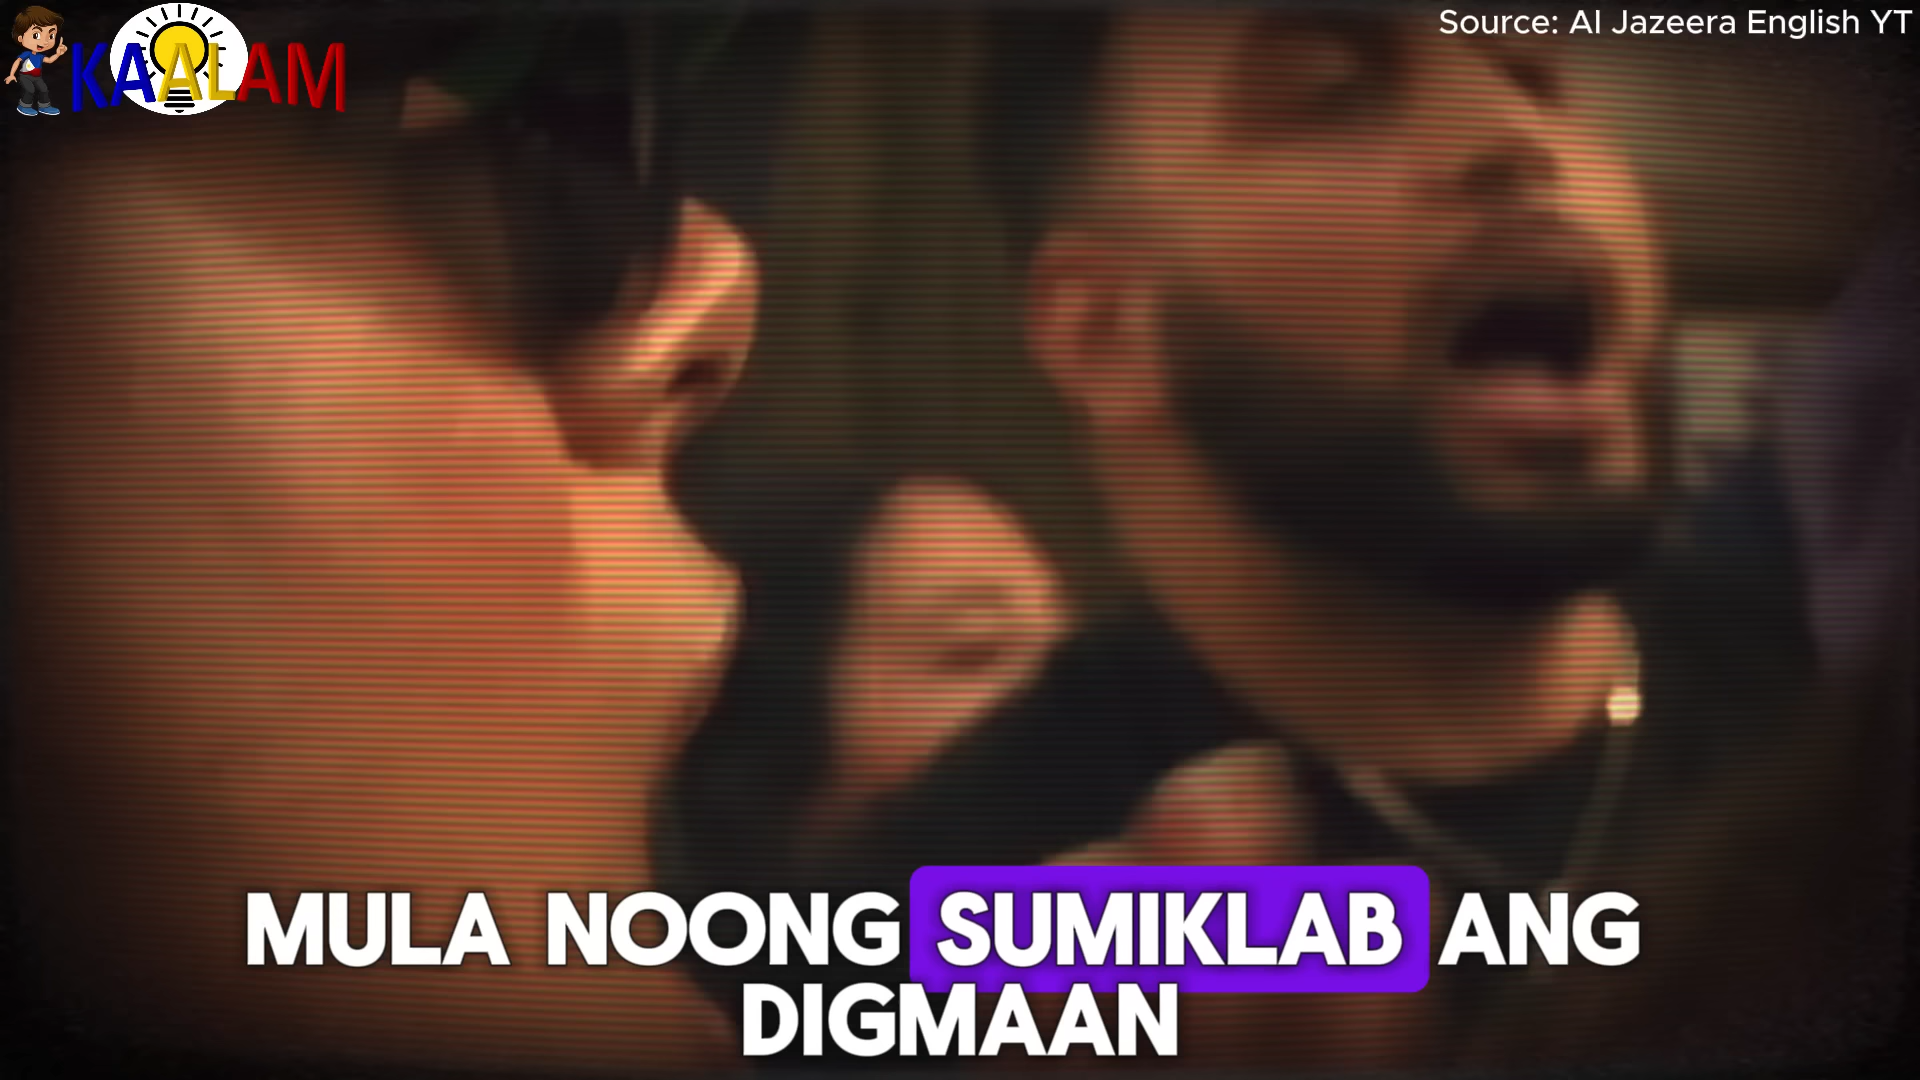 KAALAM
Source: Al Jazeera English YT
MULA NOONG SUMIKLAB ANG
DIGMAAN